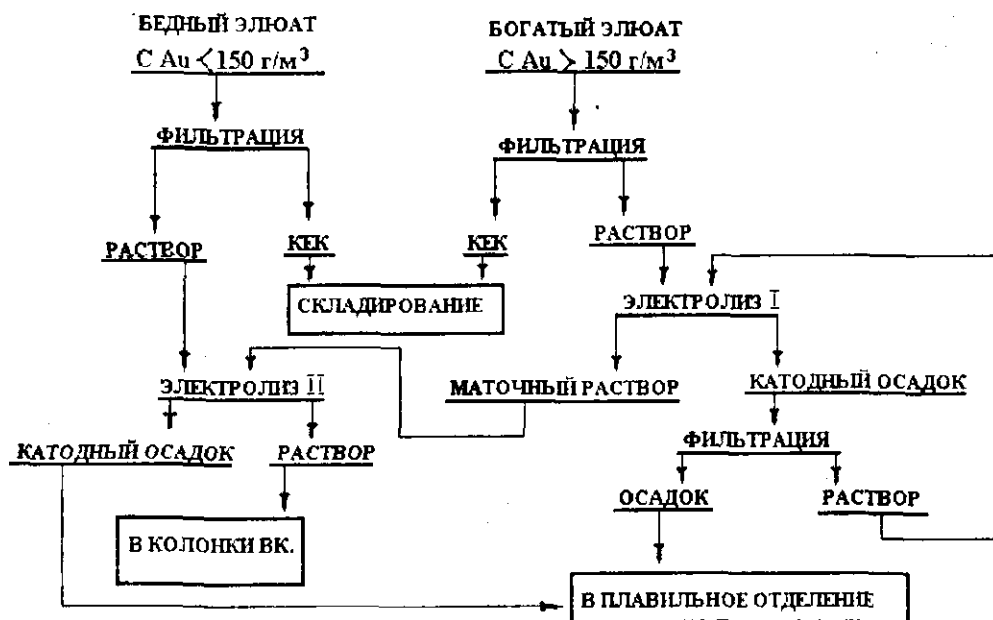 БЕДНЫЙ ЭЛЮАТ
C Au < 150 г/м³
БОГАТЫЙ ЭЛЮАТ
C Au > 150 г/м³
ФИЛЬТРАЦИЯ
ФИЛЬТРАЦИЯ
РАСТВОР
КЕК
КЕК
РАСТВОР
СКЛАДИРОВАНИЕ
ЭЛЕКТРОЛИЗ I
ЭЛЕКТРОЛИЗ II
МАТОЧНЫЙ РАСТВОР
КАТОДНЫЙ ОСАДОК
КАТОДНЫЙ ОСАДОК
РАСТВОР
ФИЛЬТРАЦИЯ
ОСАДОК
РАСТВОР
В КОЛОНКИ ВК.
В ПЛАВИЛЬНОЕ ОТДЕЛЕНИЕ